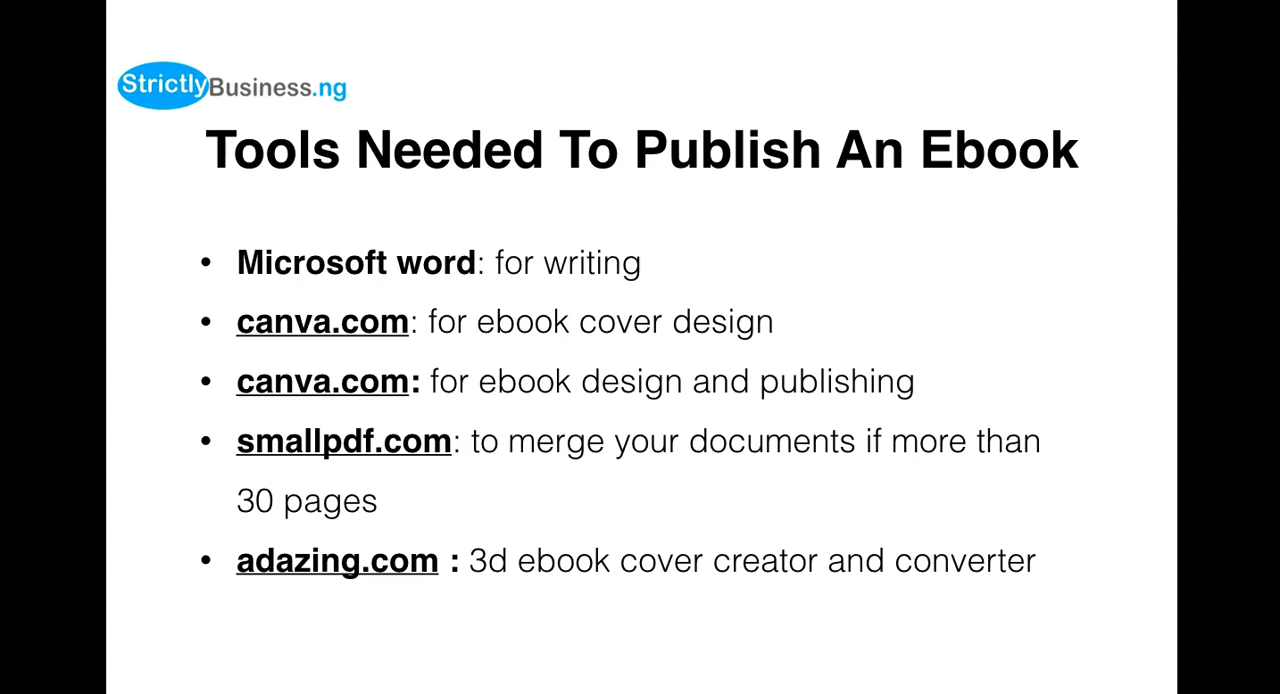 StrictlyBusiness.ng
Tools Needed To Publish An Ebook
• Microsoft word: for writing
• canva.com: for ebook cover design
• canva.com: for ebook design and publishing
• smallpdf.com: to merge your documents if more than
30 pages
• adazing.com : 3d ebook cover creator and converter